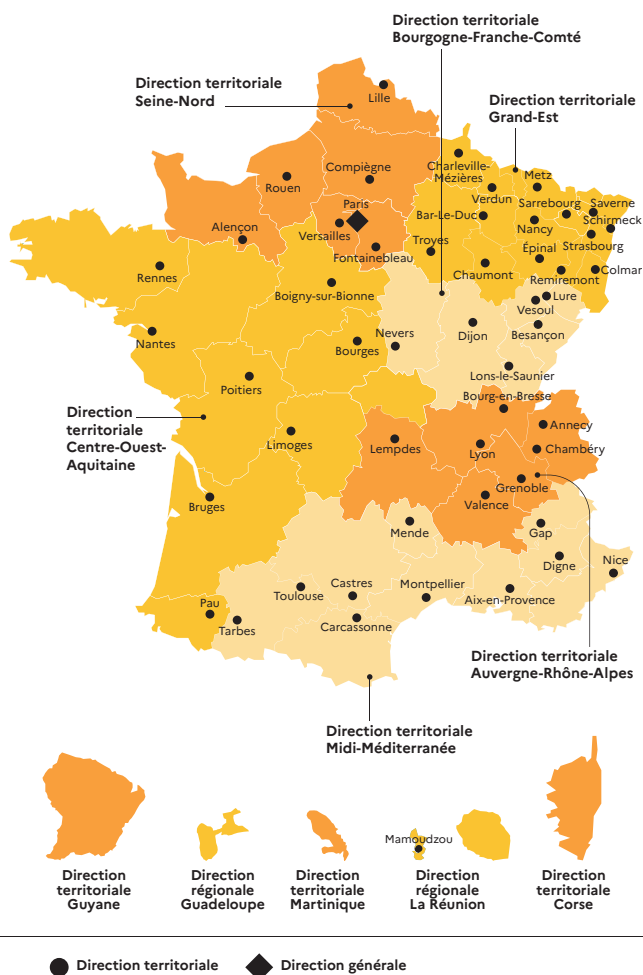 Direction territoriale
Bourgogne-Franche-Comté
Direction territoriale
Seine-Nord
Direction territoriale
Grand-Est
Lille
Charleville-
Mézières
Compiègne
Rouen
Metz
Verdun
Sarrebourg
Saverne
Paris
Bar-Le-Duc
Schirmeck
Alençon
Versailles
Nancy
Troyes
Strasbourg
Fontainebleau
Épinal
Rennes
Chaumont
Colmar
Remiremont
Boigny-sur-Bionne
Lure
Vesoul
Nantes
Nevers
Dijon
Besançon
Bourges
Lons-le-Saunier
Poitiers
Bourg-en-Bresse
Direction
territoriale
Centre-Ouest-
Aquitaine
Annecy
Limoges
Lempdes
Lyon
Chambéry
Grenoble
Bruges
Valence
Mende
Gap
Nice
Digne
Castres
Montpellier
Toulouse
Aix-en-Provence
Pau
Tarbes
Carcassonne
Direction territoriale
Auvergne-Rhône-Alpes
Direction territoriale
Midi-Méditerranée
Mamoudzou
Direction
territoriale
Guyane
Direction
régionale
Guadeloupe
Direction
territoriale
Martinique
Direction
régionale
La Réunion
Direction
territoriale
Corse
Direction territoriale
Direction générale